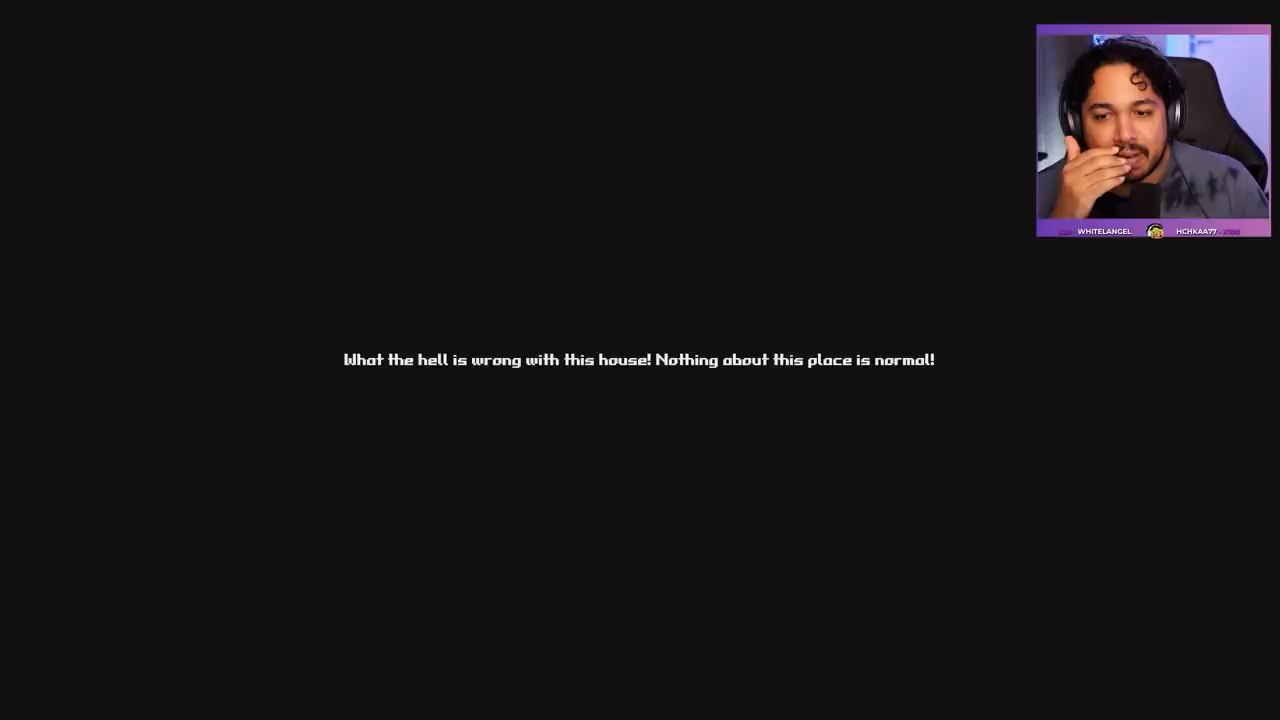 What the hell is wrong with this house! Nothing about this place is normal!
WHITELANGEL
HCHKAA77